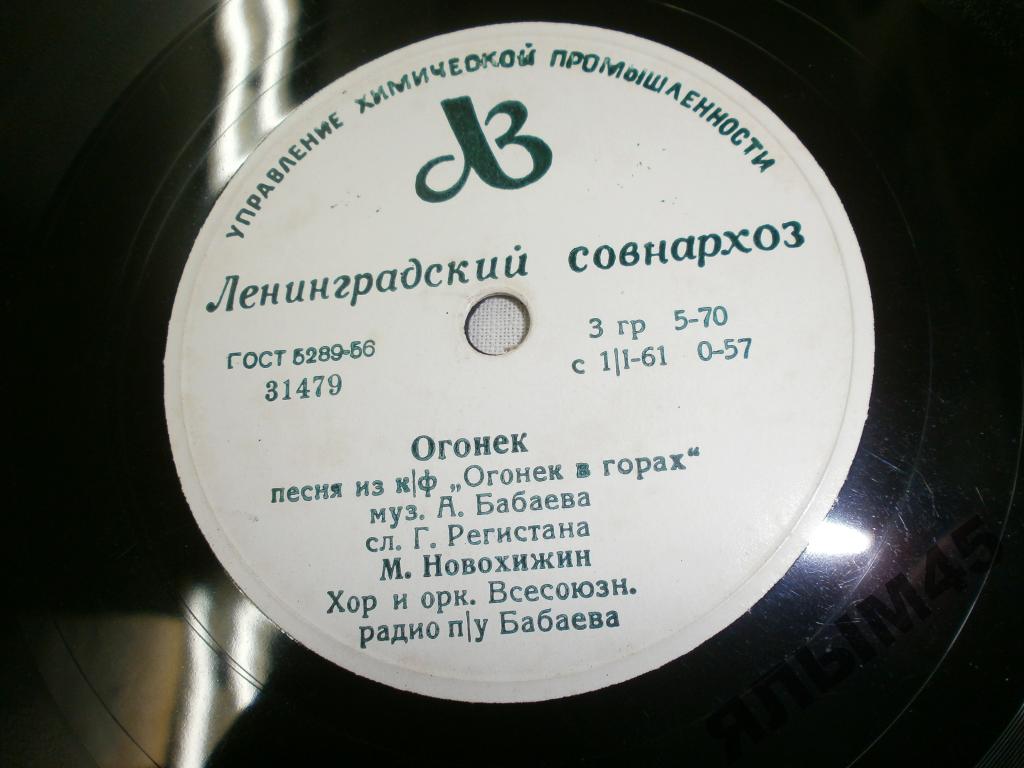 УПРАВЛЕНИЕ ХИМИЧЕСКОЙ ПРОМЫШЛЕННОСТИ
ЛЗ
Ленинградский совнархоз
ГОСТ 5289-56 3 гр 5-70
31479 с 1|I-61 0-57
Огонек
песня из к|ф „Огонек в горах“
муз. А. Бабаева
сл. Г. Регистана
М. Новохижин
Хор и орк. Всесоюзн.
радио п|у Бабаева
ЯЛЫМ45